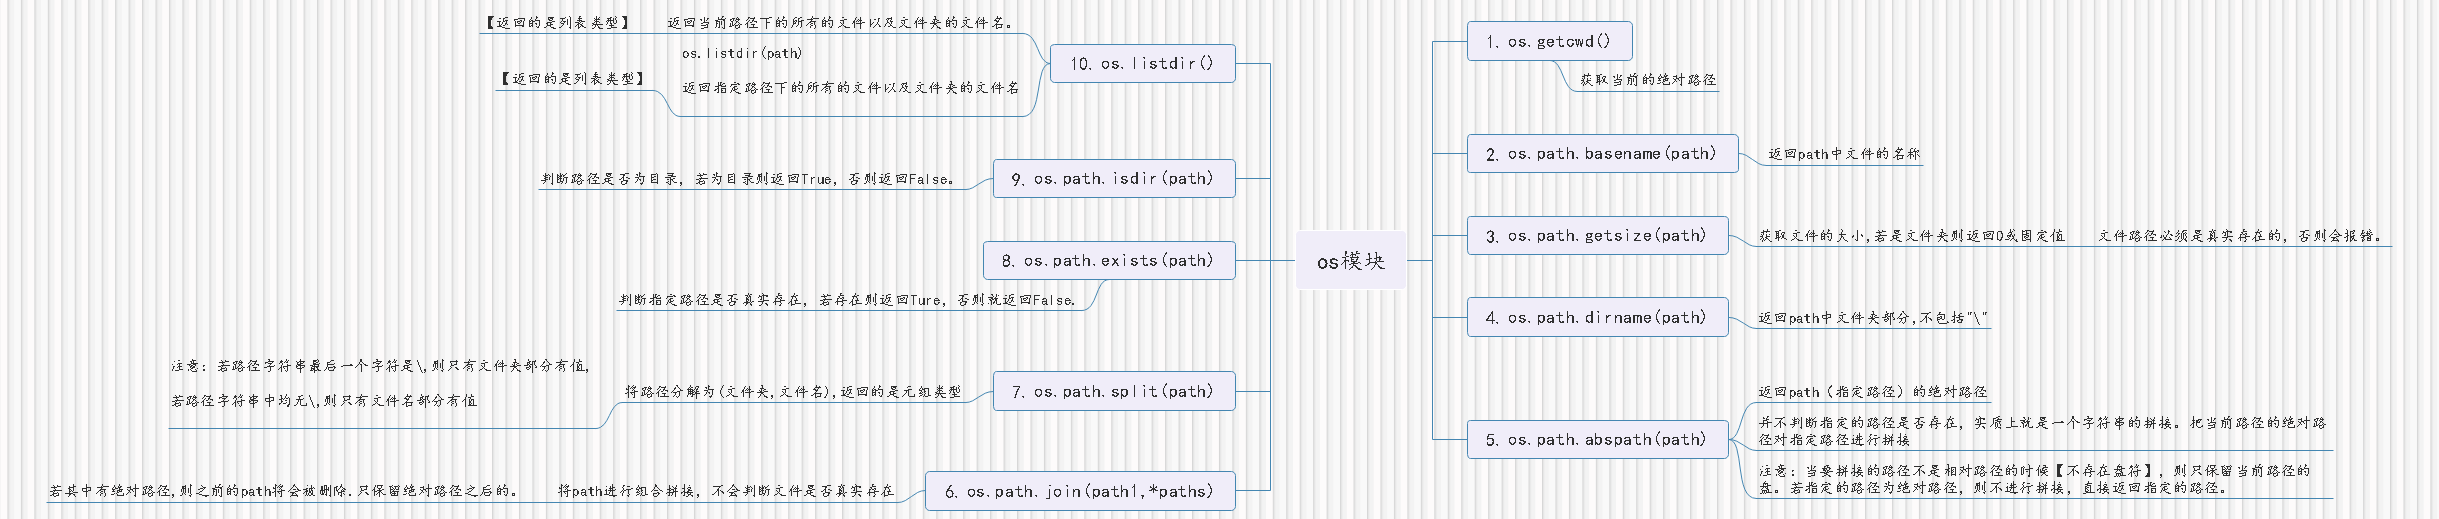 os模块
1. os.getcwd()
获取当前的绝对路径
2. os.path.basename(path)
返回path中文件的名称
3. os.path.getsize(path)
获取文件的大小,若是文件夹则返回0或固定值
文件路径必须是真实存在的，否则会报错。
4. os.path.dirname(path)
返回path中文件夹部分,不包括"\"
5. os.path.abspath(path)
返回path（指定路径）的绝对路径
并不判断指定的路径是否存在，实质上就是一个字符串的拼接。把当前路径的绝对路
径对指定路径进行拼接
注意：当要拼接的路径不是相对路径的时候【不存在盘符】，则只保留当前路径的
盘。若指定的路径为绝对路径，则不进行拼接，直接返回指定的路径。
6. os.path.join(path1,*paths)
将path进行组合拼接，不会判断文件是否真实存在
若其中有绝对路径,则之前的path将会被删除.只保留绝对路径之后的。
7. os.path.split(path)
将路径分解为(文件夹,文件名),返回的是元组类型
注意：若路径字符串最后一个字符是\,则只有文件夹部分有值,
若路径字符串中均无\,则只有文件名部分有值
8. os.path.exists(path)
判断指定路径是否真实存在，若存在则返回Ture，否则就返回False.
9. os.path.isdir(path)
判断路径是否为目录，若为目录则返回True，否则返回False。
10. os.listdir()
返回当前路径下的所有的文件以及文件夹的文件名。
【返回的是列表类型】
os.listdir(path)
返回指定路径下的所有的文件以及文件夹的文件名
【返回的是列表类型】